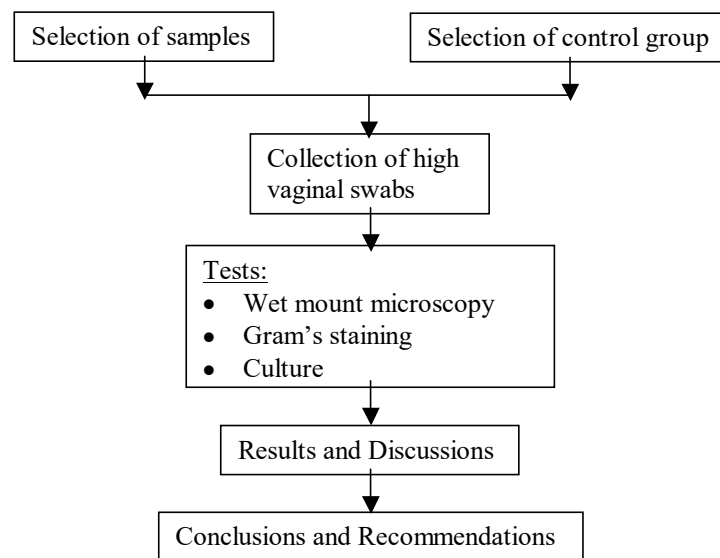 Selection of samples
Selection of control group
Collection of high
vaginal swabs
Tests:
• Wet mount microscopy
• Gram’s staining
• Culture
Results and Discussions
Conclusions and Recommendations